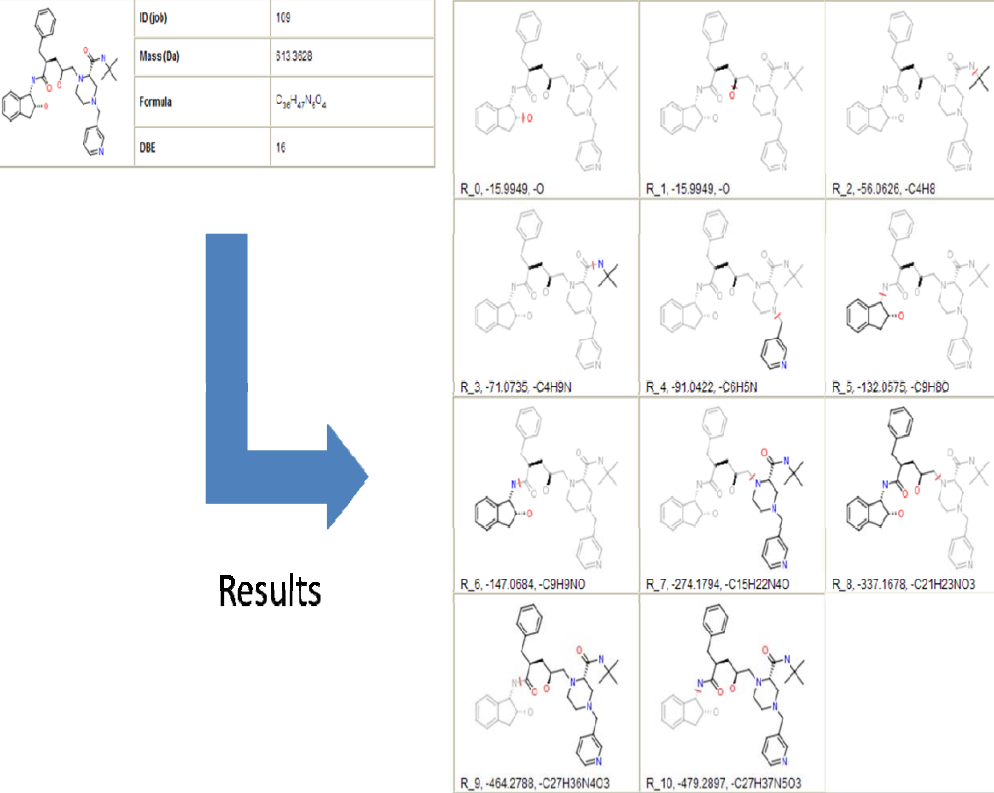 ID(job) 109
Mass (Da) 613.3628
Formula C36H47N5O4
DBE 16
R_0, -15.9949, -O
R_1, -15.9949, -O
R_2, -56.0626, -C4H8
R_3, -71.0735, -C4H9N
R_4, -91.0422, -C6H5N
R_5, -132.0575, -C9H8O
R_6, -147.0684, -C9H9NO
R_7, -274.1794, -C15H22N4O
R_8, -337.1678, -C21H23NO3
Results
R_9, -464.2788, -C27H36N4O3
R_10, -479.2897, -C27H37N5O3